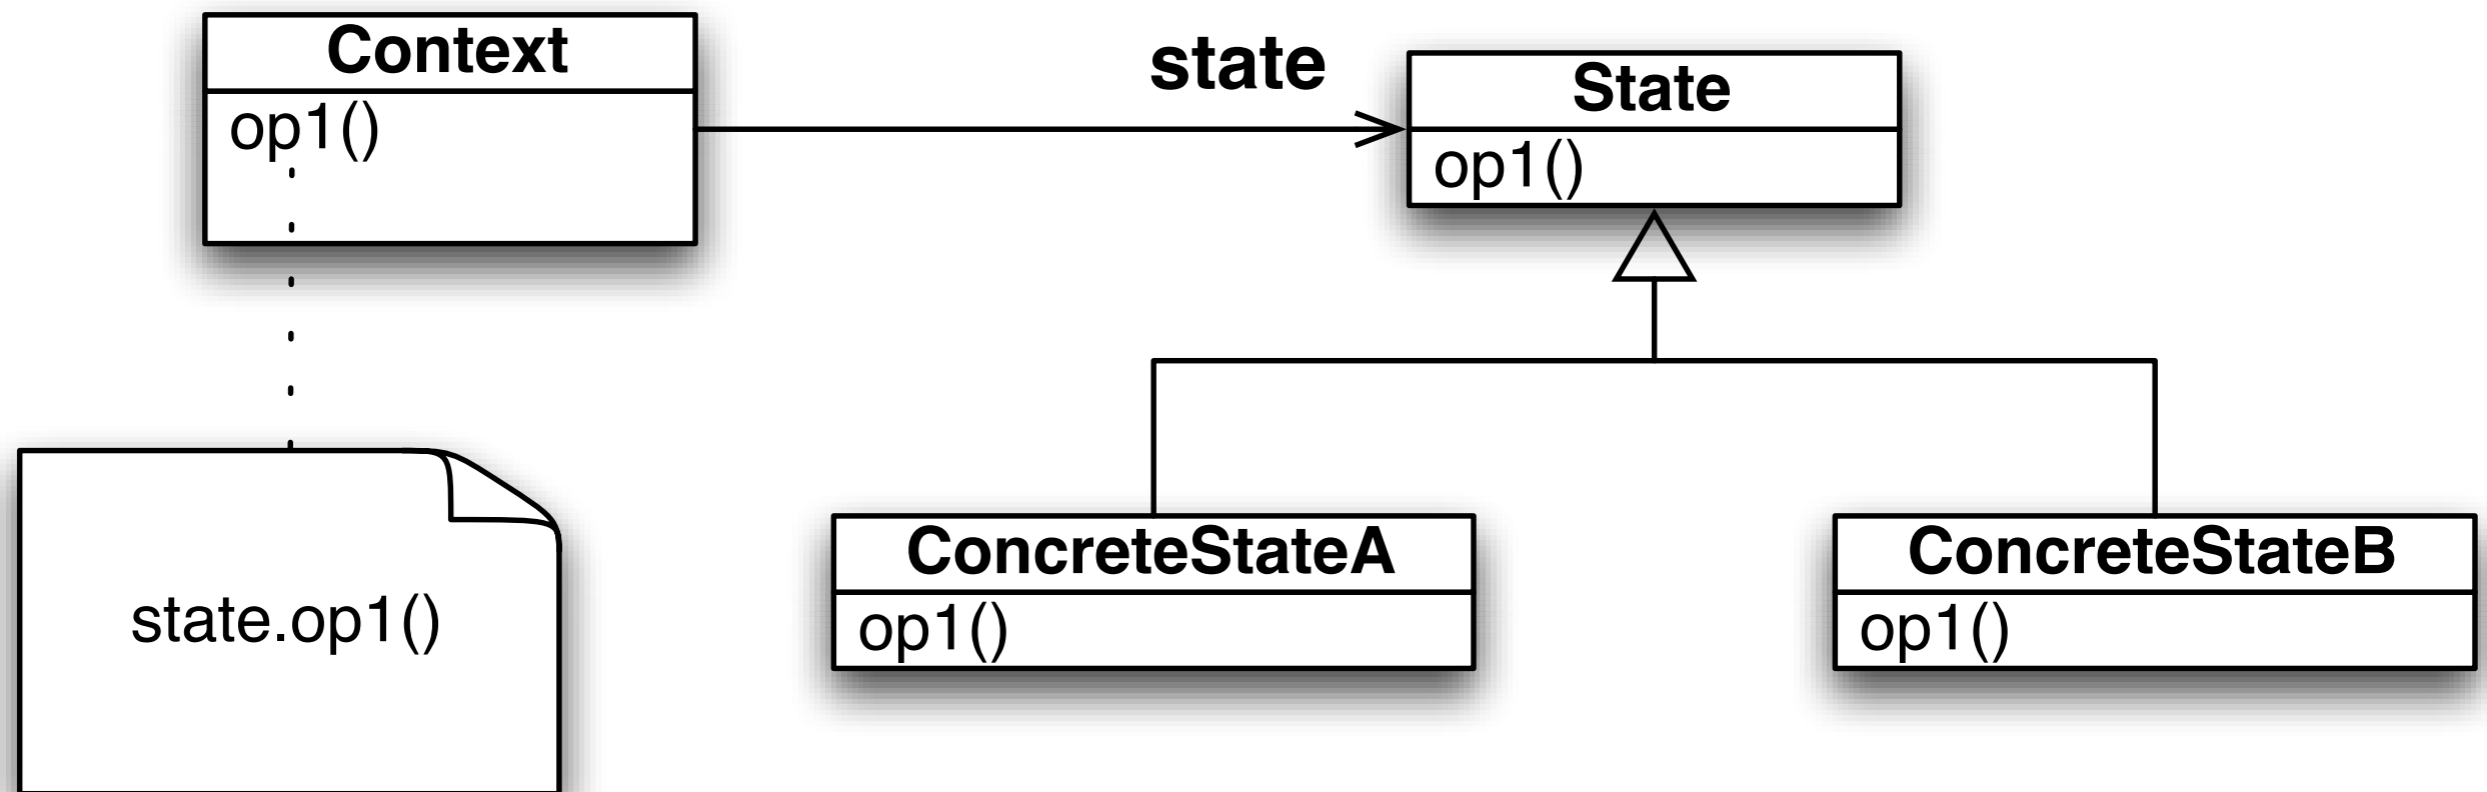 Context
op1()
state
State
op1()
state.op1()
ConcreteStateA
op1()
ConcreteStateB
op1()